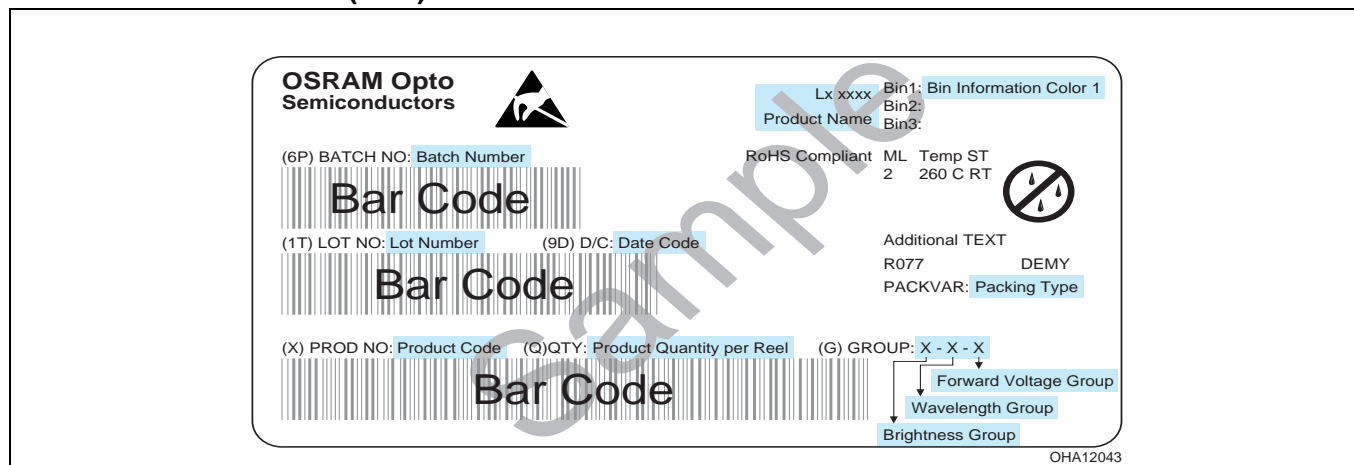 OSRAM Opto
Semiconductors
Lx xxxx
Product Name
Bin1: Bin Information Color 1
Bin2:
Bin3:
(6P) BATCH NO: Batch Number
Bar Code
RoHS Compliant ML Temp ST
2 260 C RT
(1T) LOT NO: Lot Number (9D) D/C: Date Code
Bar Code
Additional TEXT
R077 DEMY
PACKVAR: Packing Type
(X) PROD NO: Product Code (Q)QTY: Product Quantity per Reel (G) GROUP: X - X - X
Bar Code
Forward Voltage Group
Wavelength Group
Brightness Group
Sample
OHA12043